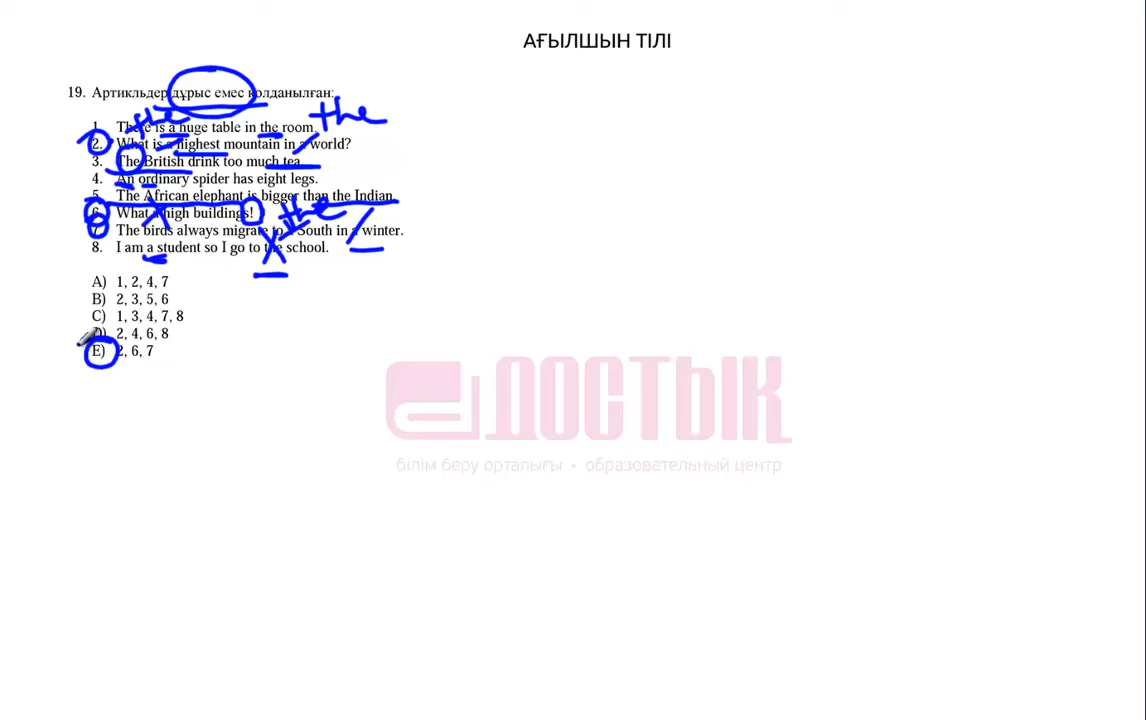 АҒЫЛШЫН ТІЛІ
19. Артикльдер дұрыс емес қолданылған:
the the
1. There is a huge table in the room.
2. What is a highest mountain in a world?
3. The British drink too much tea.
4. An ordinary spider has eight legs.
5. The African elephant is bigger than the Indian.
6. What a high buildings! the
7. The birds always migrate to a South in a winter.
8. I am a student so I go to the school.
A) 1, 2, 4, 7
B) 2, 3, 5, 6
C) 1, 3, 4, 7, 8
D) 2, 4, 6, 8
E) 2, 6, 7
ДОСТЫҚ
білім беру орталығы • образовательный центр